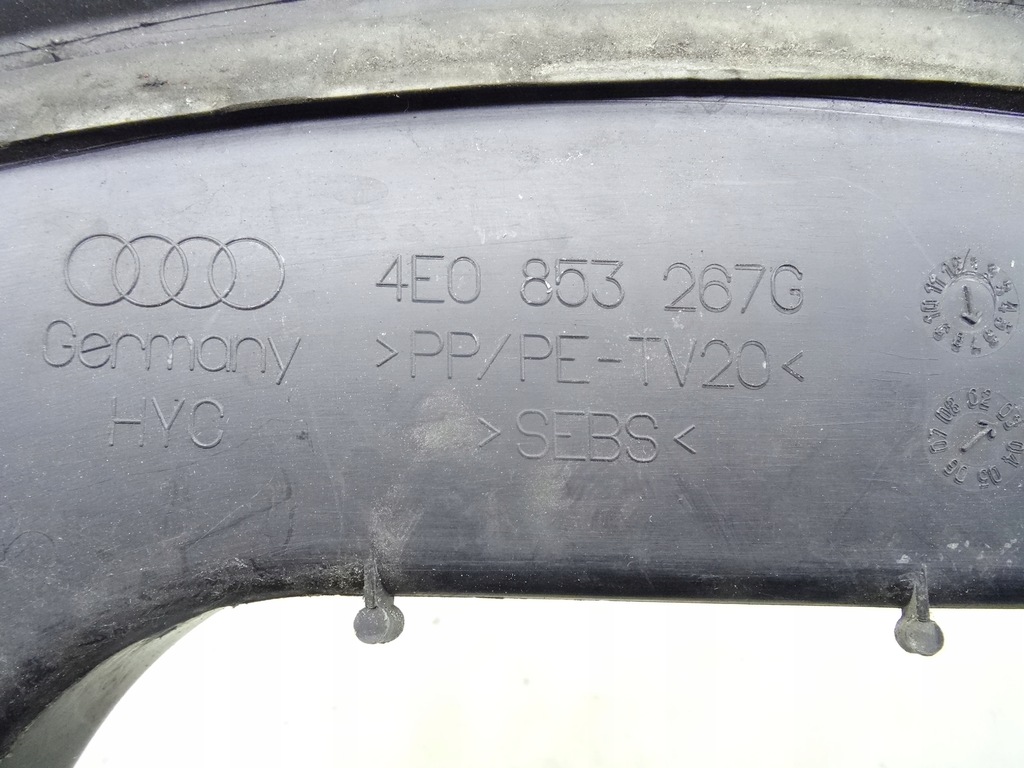 4E0 853 267G
Germany
>PP/PE-TV20<
HYC
>SEBS<